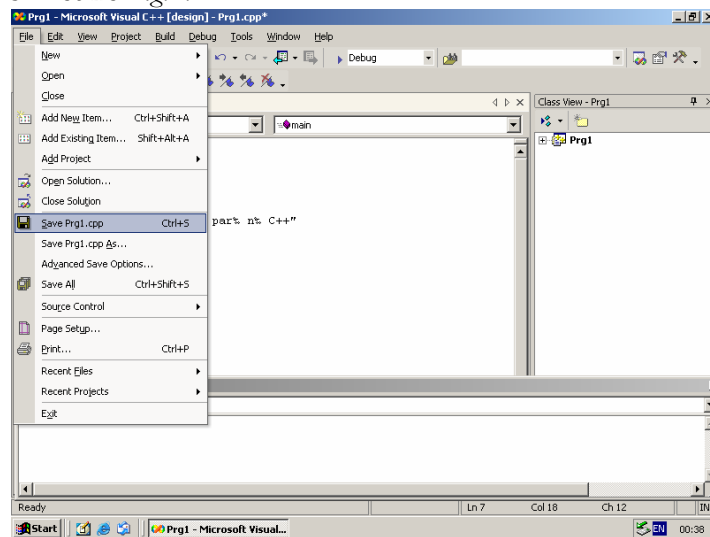 Prg1 - Microsoft Visual C++ [design] - Prg1.cpp*
File Edit View Project Build Debug Tools Window Help
New
Debug
Open
Close
Class View - Prg1
Add New Item... Ctrl+Shift+A
main
Add Existing Item... Shift+Alt+A
Prg1
Add Project
Open Solution...
Close Solution
Save Prg1.cpp Ctrl+S
par% n% C++"
Save Prg1.cpp As...
Advanced Save Options...
Save All Ctrl+Shift+S
Source Control
Page Setup...
Print... Ctrl+P
Recent Files
Recent Projects
Exit
Ready Ln 7 Col 18 Ch 12 IN
Start Prg1 - Microsoft Visual... EN 00:38